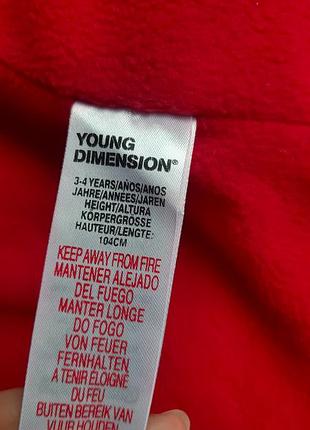 YOUNG
DIMENSION®
3-4 YEARS/AÑOS/ANOS
JAHRE/ANNEES/JAREN
HEIGHT/ALTURA
KORPERGROSSE
HAUTEUR/LENGTE:
104CM
KEEP AWAY FROM FIRE
MANTENER ALEJADO
DEL FUEGO
MANTER LONGE
DO FOGO
VON FEUER
FERNHALTEN
A TENIR ÉLOIGNE
DU FEU
BUITEN BEREIK VAN
VUUR HOUDEN